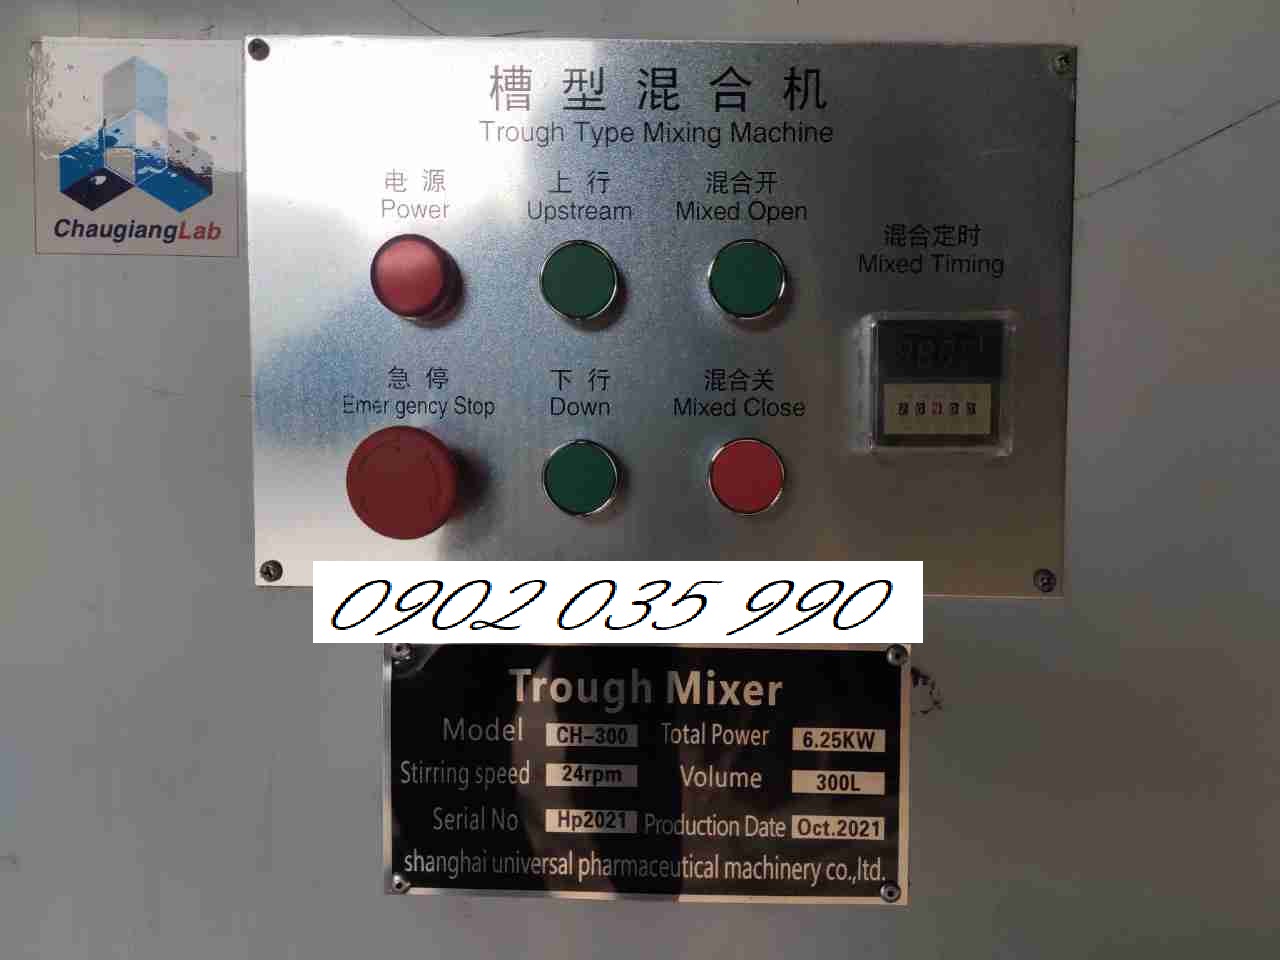 ChaugiangLab
槽型混合机
Trough Type Mixing Machine
电源
Power
上行
Upstream
混合开
Mixed Open
混合定时
Mixed Timing
急停
Emergency Stop
下行
Down
混合关
Mixed Close
0902 035 990
Trough Mixer
Model CH-300 Total Power 6.25KW
Stirring speed 24rpm Volume 300L
Serial No Hp2021 Production Date Oct.2021
shanghai universal pharmaceutical machinery co.,ltd.